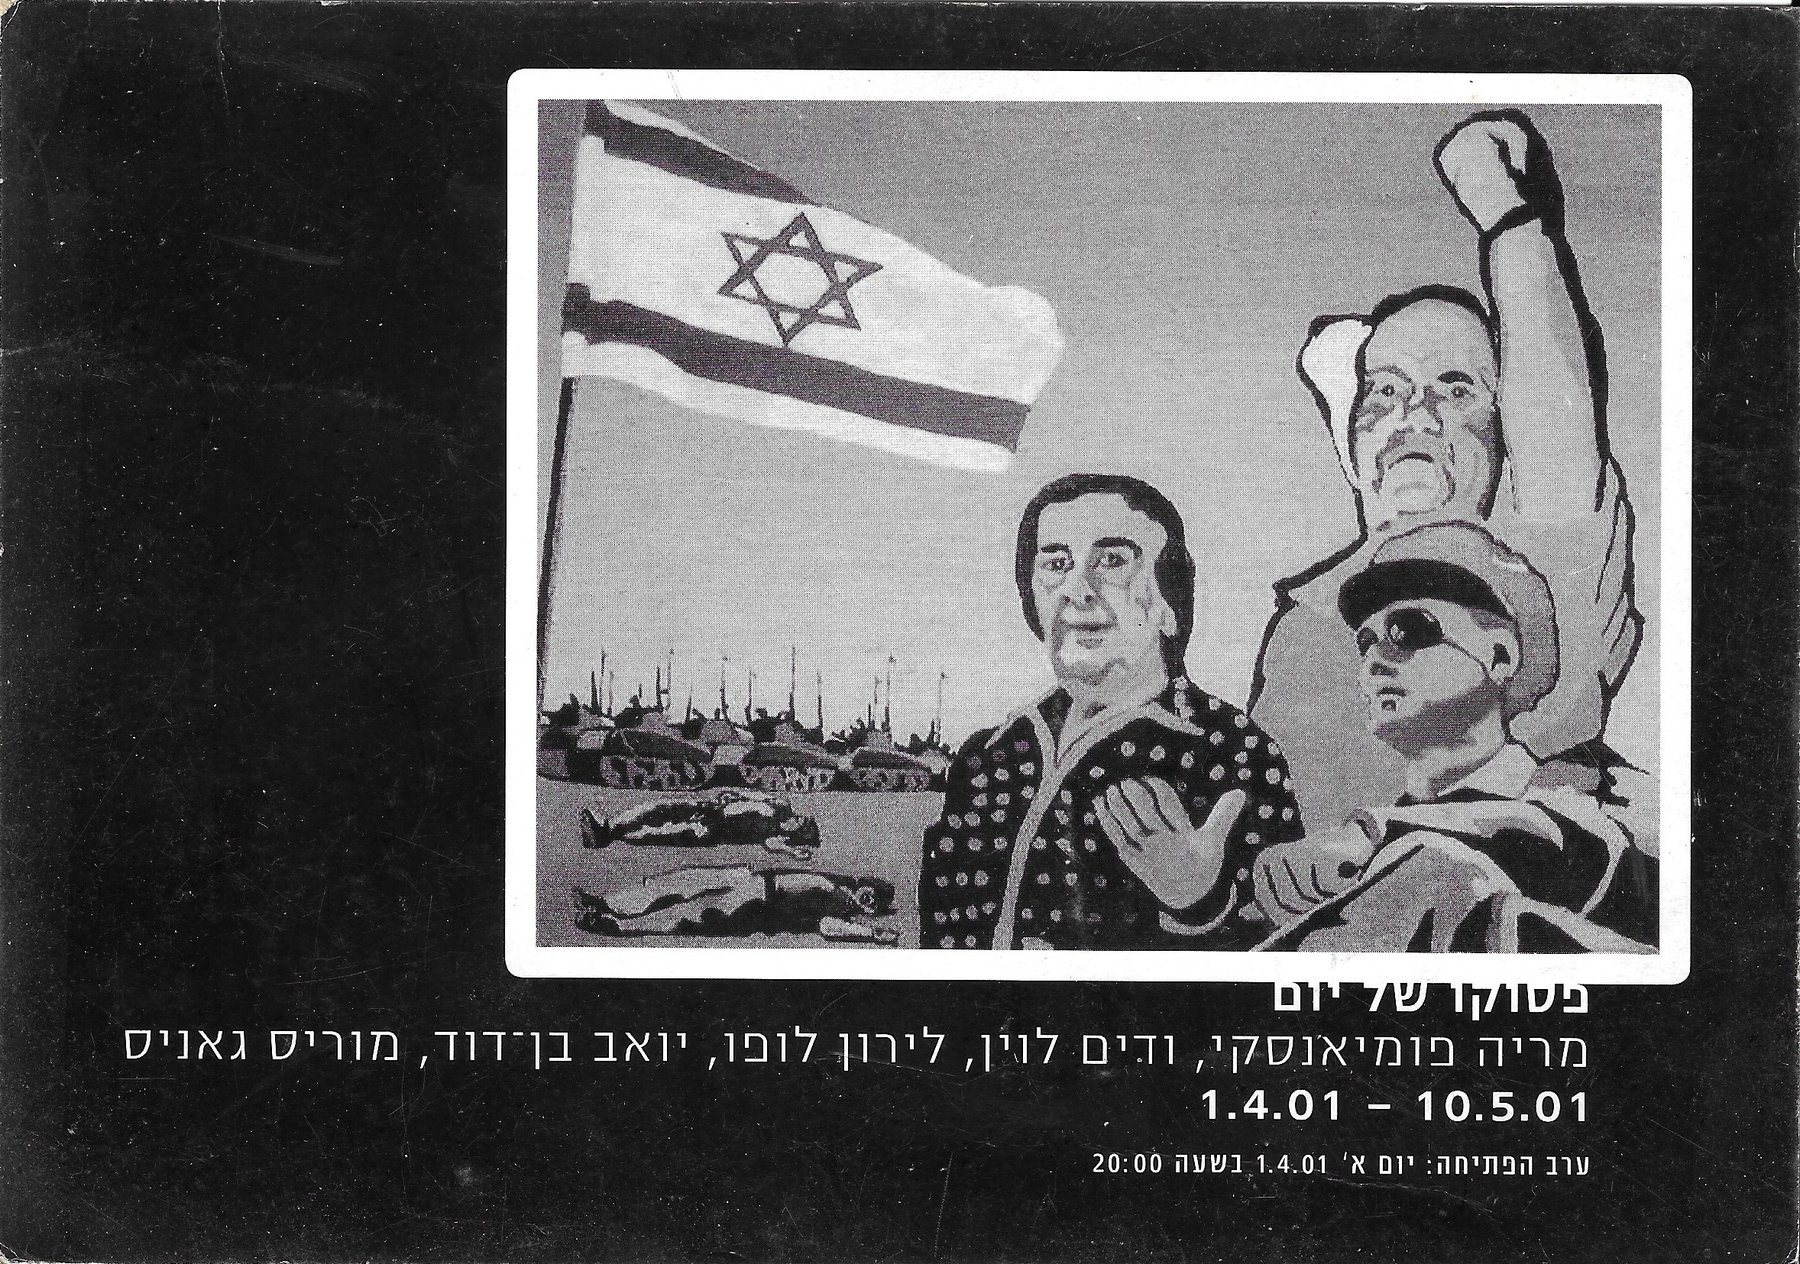 פסוקו של יום
מריה פומיאנסקי, ודים לוין, לירון לופו, יואב בן־דוד, מוריס גאניס
1.4.01 – 10.5.01
ערב הפתיחה: יום א' 1.4.01 בשעה 20:00